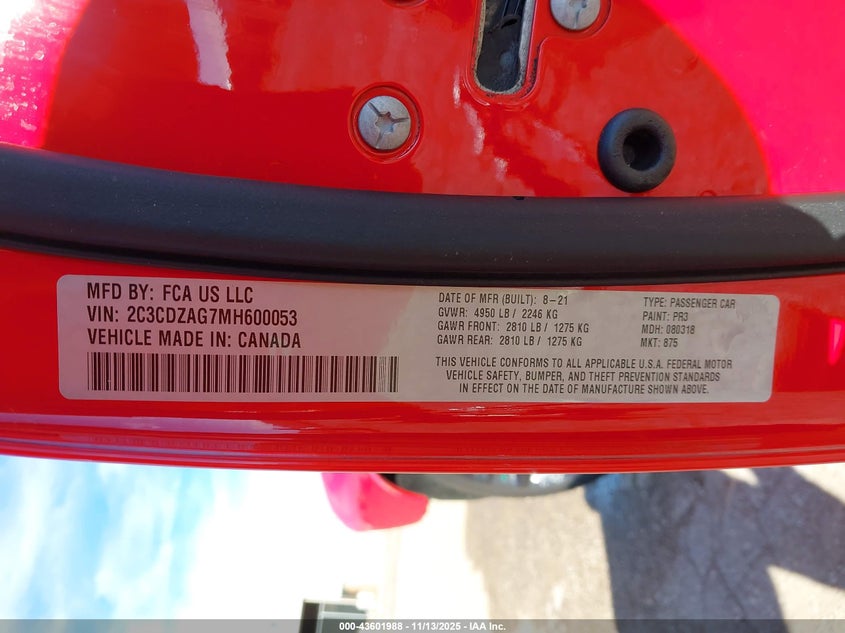 MFD BY: FCA US LLC
VIN: 2C3CDZAG7MH600053
VEHICLE MADE IN: CANADA
DATE OF MFR (BUILT): 8-21
GVWR: 4950 LB / 2246 KG
GAWR FRONT: 2810 LB / 1275 KG
GAWR REAR: 2810 LB / 1275 KG
TYPE: PASSENGER CAR
PAINT: PR3
MDH: 080318
MKT: 875
THIS VEHICLE CONFORMS TO ALL APPLICABLE U.S.A. FEDERAL MOTOR
VEHICLE SAFETY, BUMPER, AND THEFT PREVENTION STANDARDS
IN EFFECT ON THE DATE OF MANUFACTURE SHOWN ABOVE.
000-43601988 - 11/13/2025 - IAA Inc.